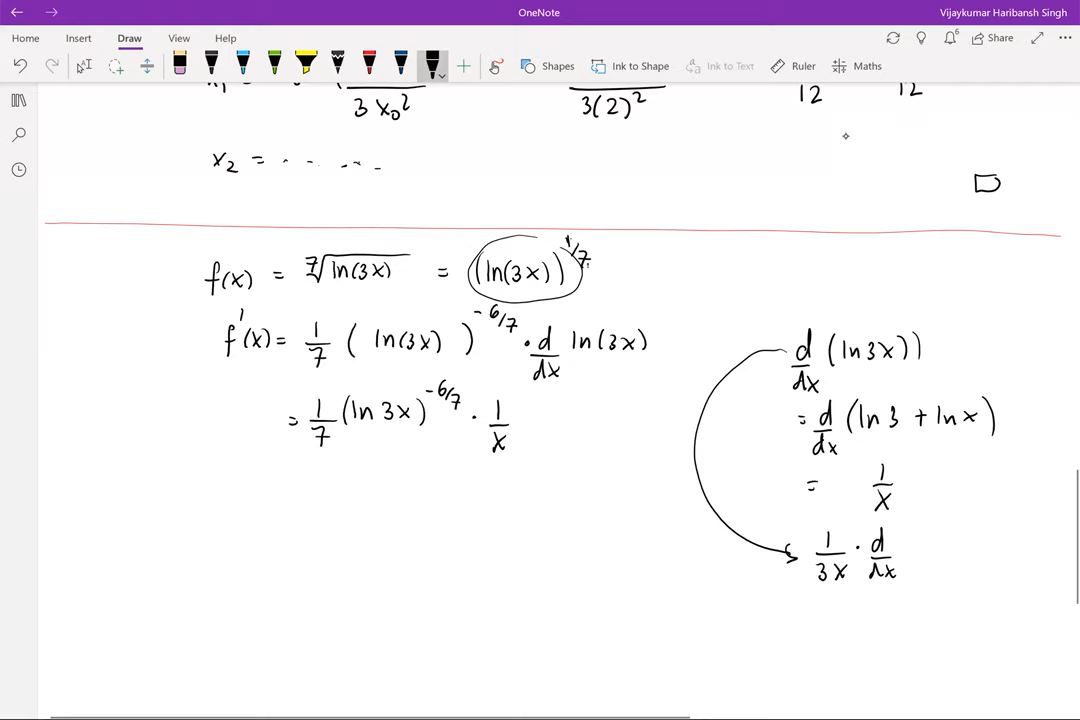 OneNote
Vijaykumar Haribansh Singh
Home Insert Draw View Help
Share
Shapes Ink to Shape Ink to Text Ruler Maths
3 x₀²
3(2)²
12
12
x₂ = . . . . . .
f(x) = ⁷√ln(3x) = (ln(3x))^1/7
f'(x) = 1/7 ( ln(3x) )^-6/7 · d/dx ln(3x)
= 1/7 (ln 3x)^-6/7 · 1/x
d/dx (ln 3x))
= d/dx (ln 3 + ln x)
= 1/x
1/3x · d/dx